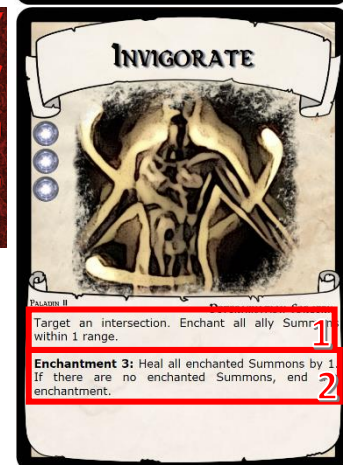 INVIGORATE
PALADIN II
Target an intersection. Enchant all ally Summons
within 1 range.
1
Enchantment 3: Heal all enchanted Summons by 1.
If there are no enchanted Summons, end
enchantment.
2